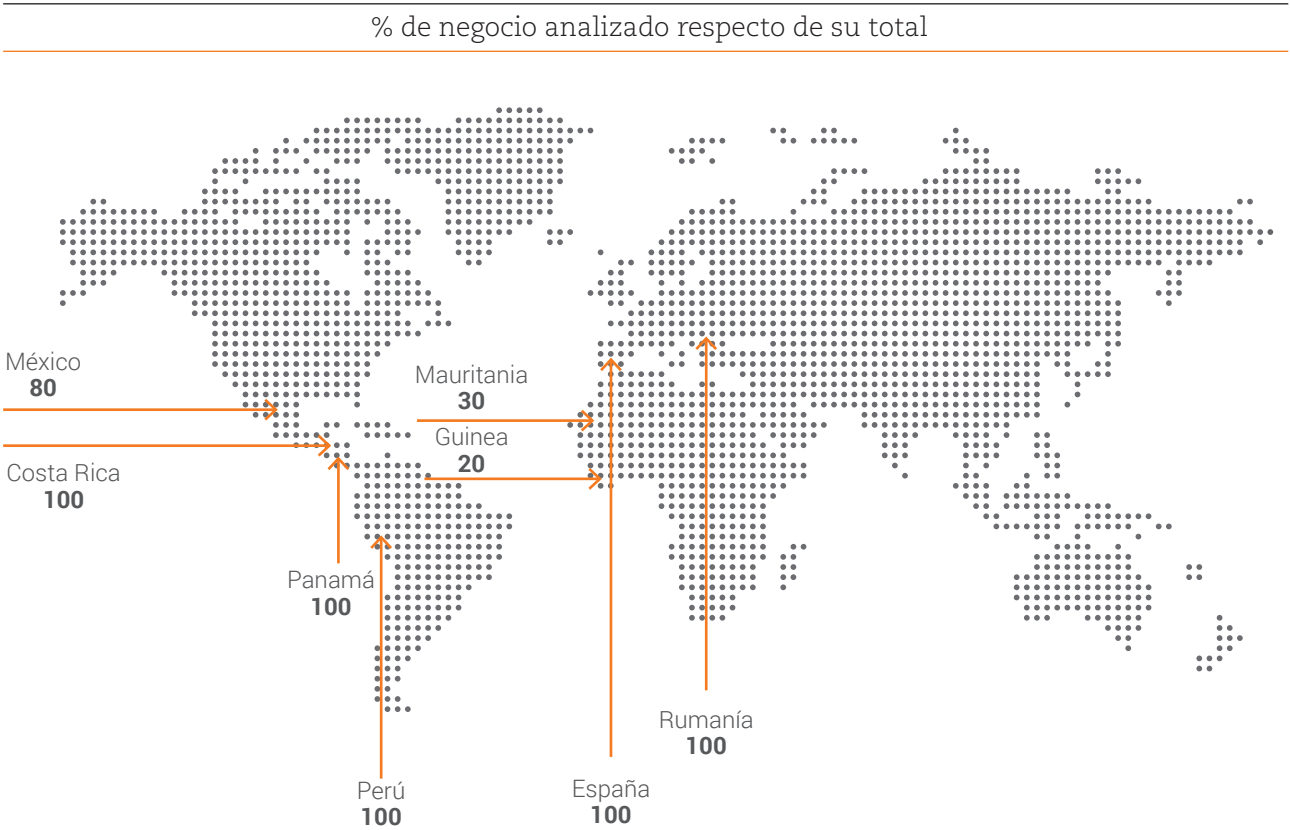 % de negocio analizado respecto de su total
México
80
Mauritania
30
Guinea
20
Costa Rica
100
Panamá
100
Rumanía
100
Perú
100
España
100